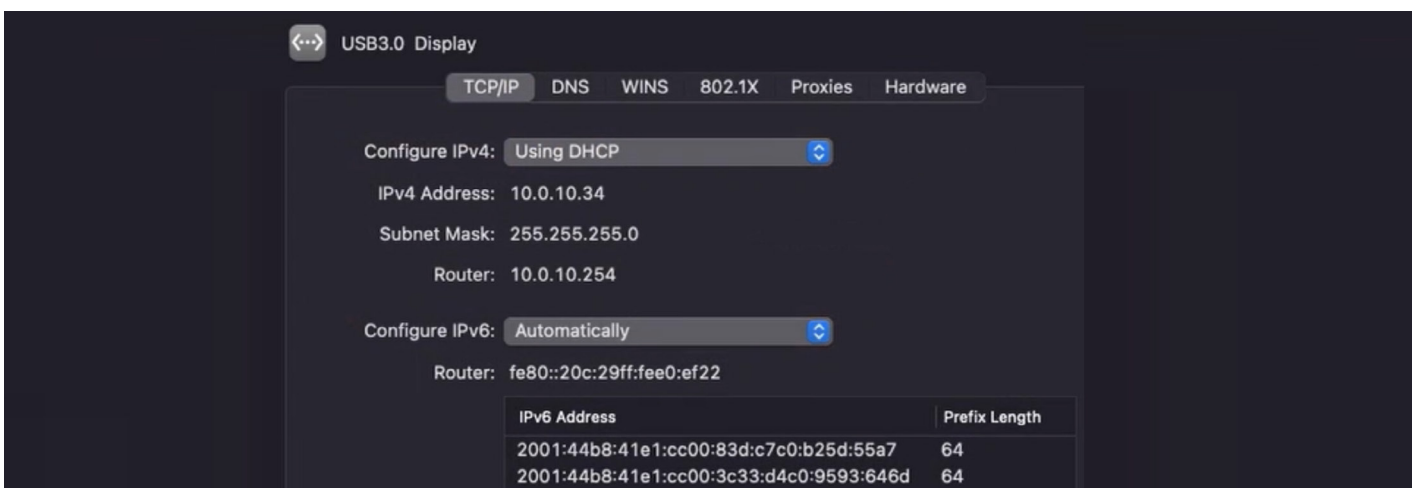 USB3.0 Display
TCP/IP DNS WINS 802.1X Proxies Hardware
Configure IPv4: Using DHCP
IPv4 Address: 10.0.10.34
Subnet Mask: 255.255.255.0
Router: 10.0.10.254
Configure IPv6: Automatically
Router: fe80::20c:29ff:fee0:ef22
IPv6 Address Prefix Length
2001:44b8:41e1:cc00:83d:c7c0:b25d:55a7 64
2001:44b8:41e1:cc00:3c33:d4c0:9593:646d 64